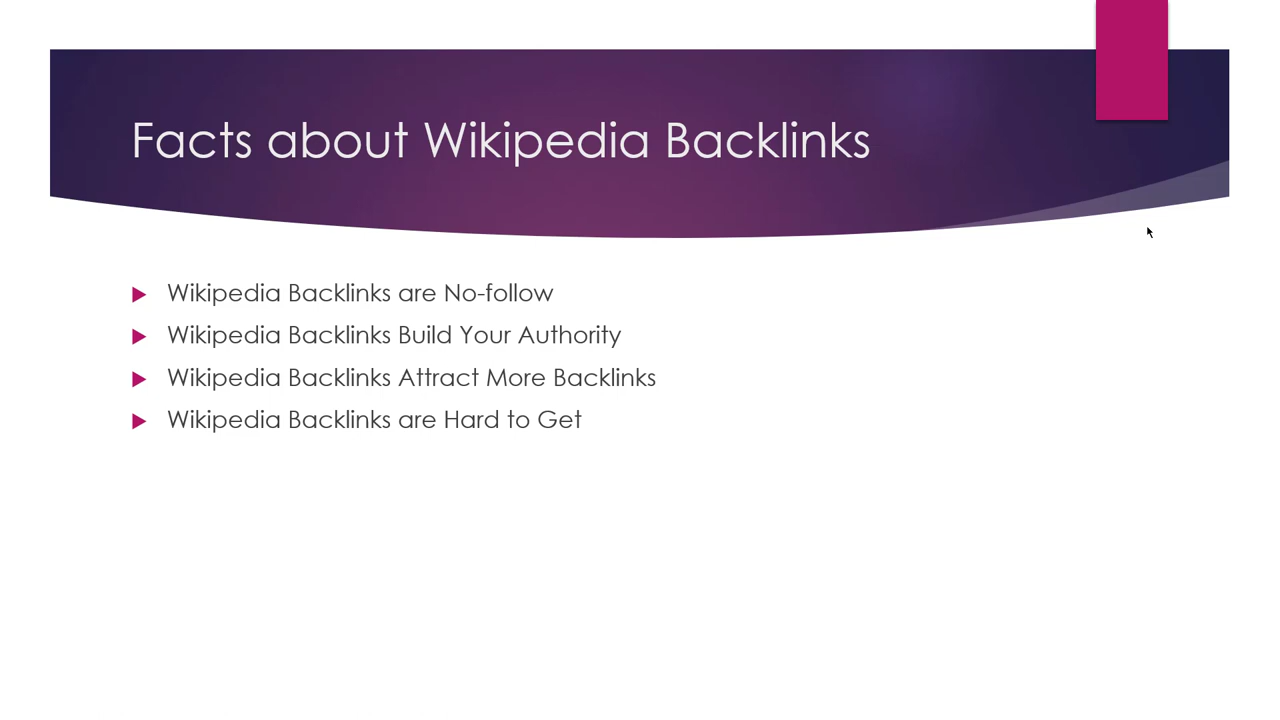 Facts about Wikipedia Backlinks
Wikipedia Backlinks are No-follow
Wikipedia Backlinks Build Your Authority
Wikipedia Backlinks Attract More Backlinks
Wikipedia Backlinks are Hard to Get